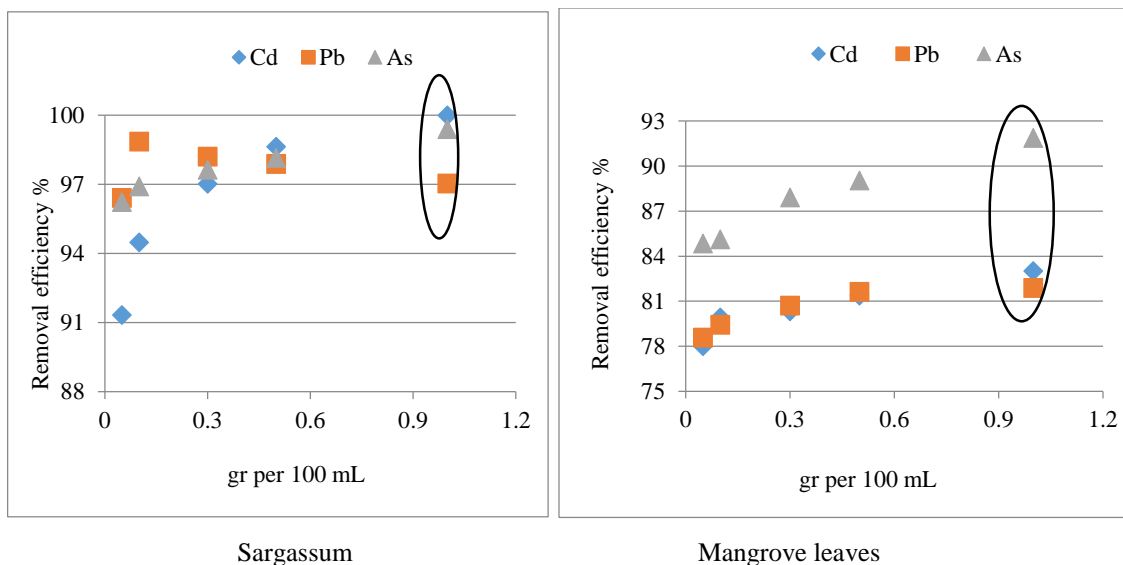 Cd Pb As
Removal efficiency %
100
97
94
91
88
0 0.3 0.6 0.9 1.2
gr per 100 mL
Sargassum
Cd Pb As
Removal efficiency %
93
90
87
84
81
78
75
0 0.3 0.6 0.9 1.2
gr per 100 mL
Mangrove leaves